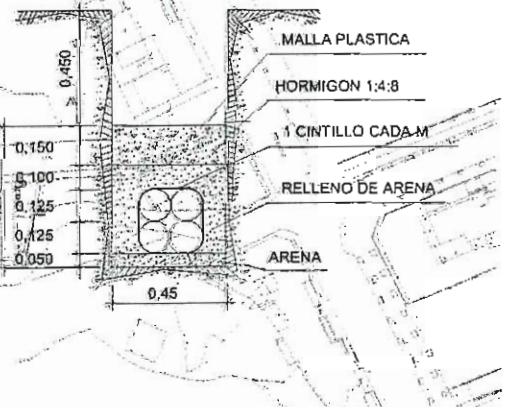 MALLA PLASTICA
0,450
HORMIGON 1:4:8
1 CINTILLO CADA M
0,150
0,100
RELLENO DE ARENA
0,125
0,125
0,050
ARENA
0,45